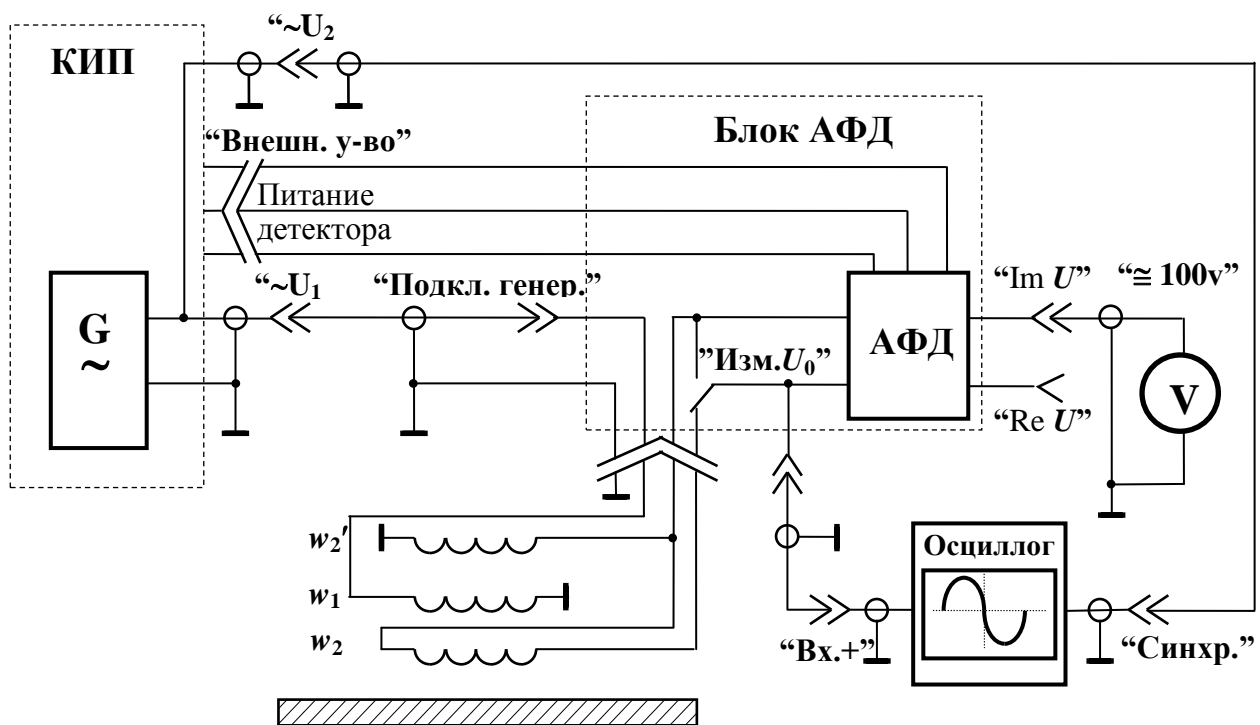 “~U₂”
КИП
Блок АФД
“Внешн. у-во”
Питание
детектора
“~U₁”
“Подкл. генер.”
“Im U”
“≅ 100v”
G
~
АФД
”Изм.U₀”
V
“Re U”
w₂′
w₁
w₂
Осциллог
“Вх.+”
“Синхр.”